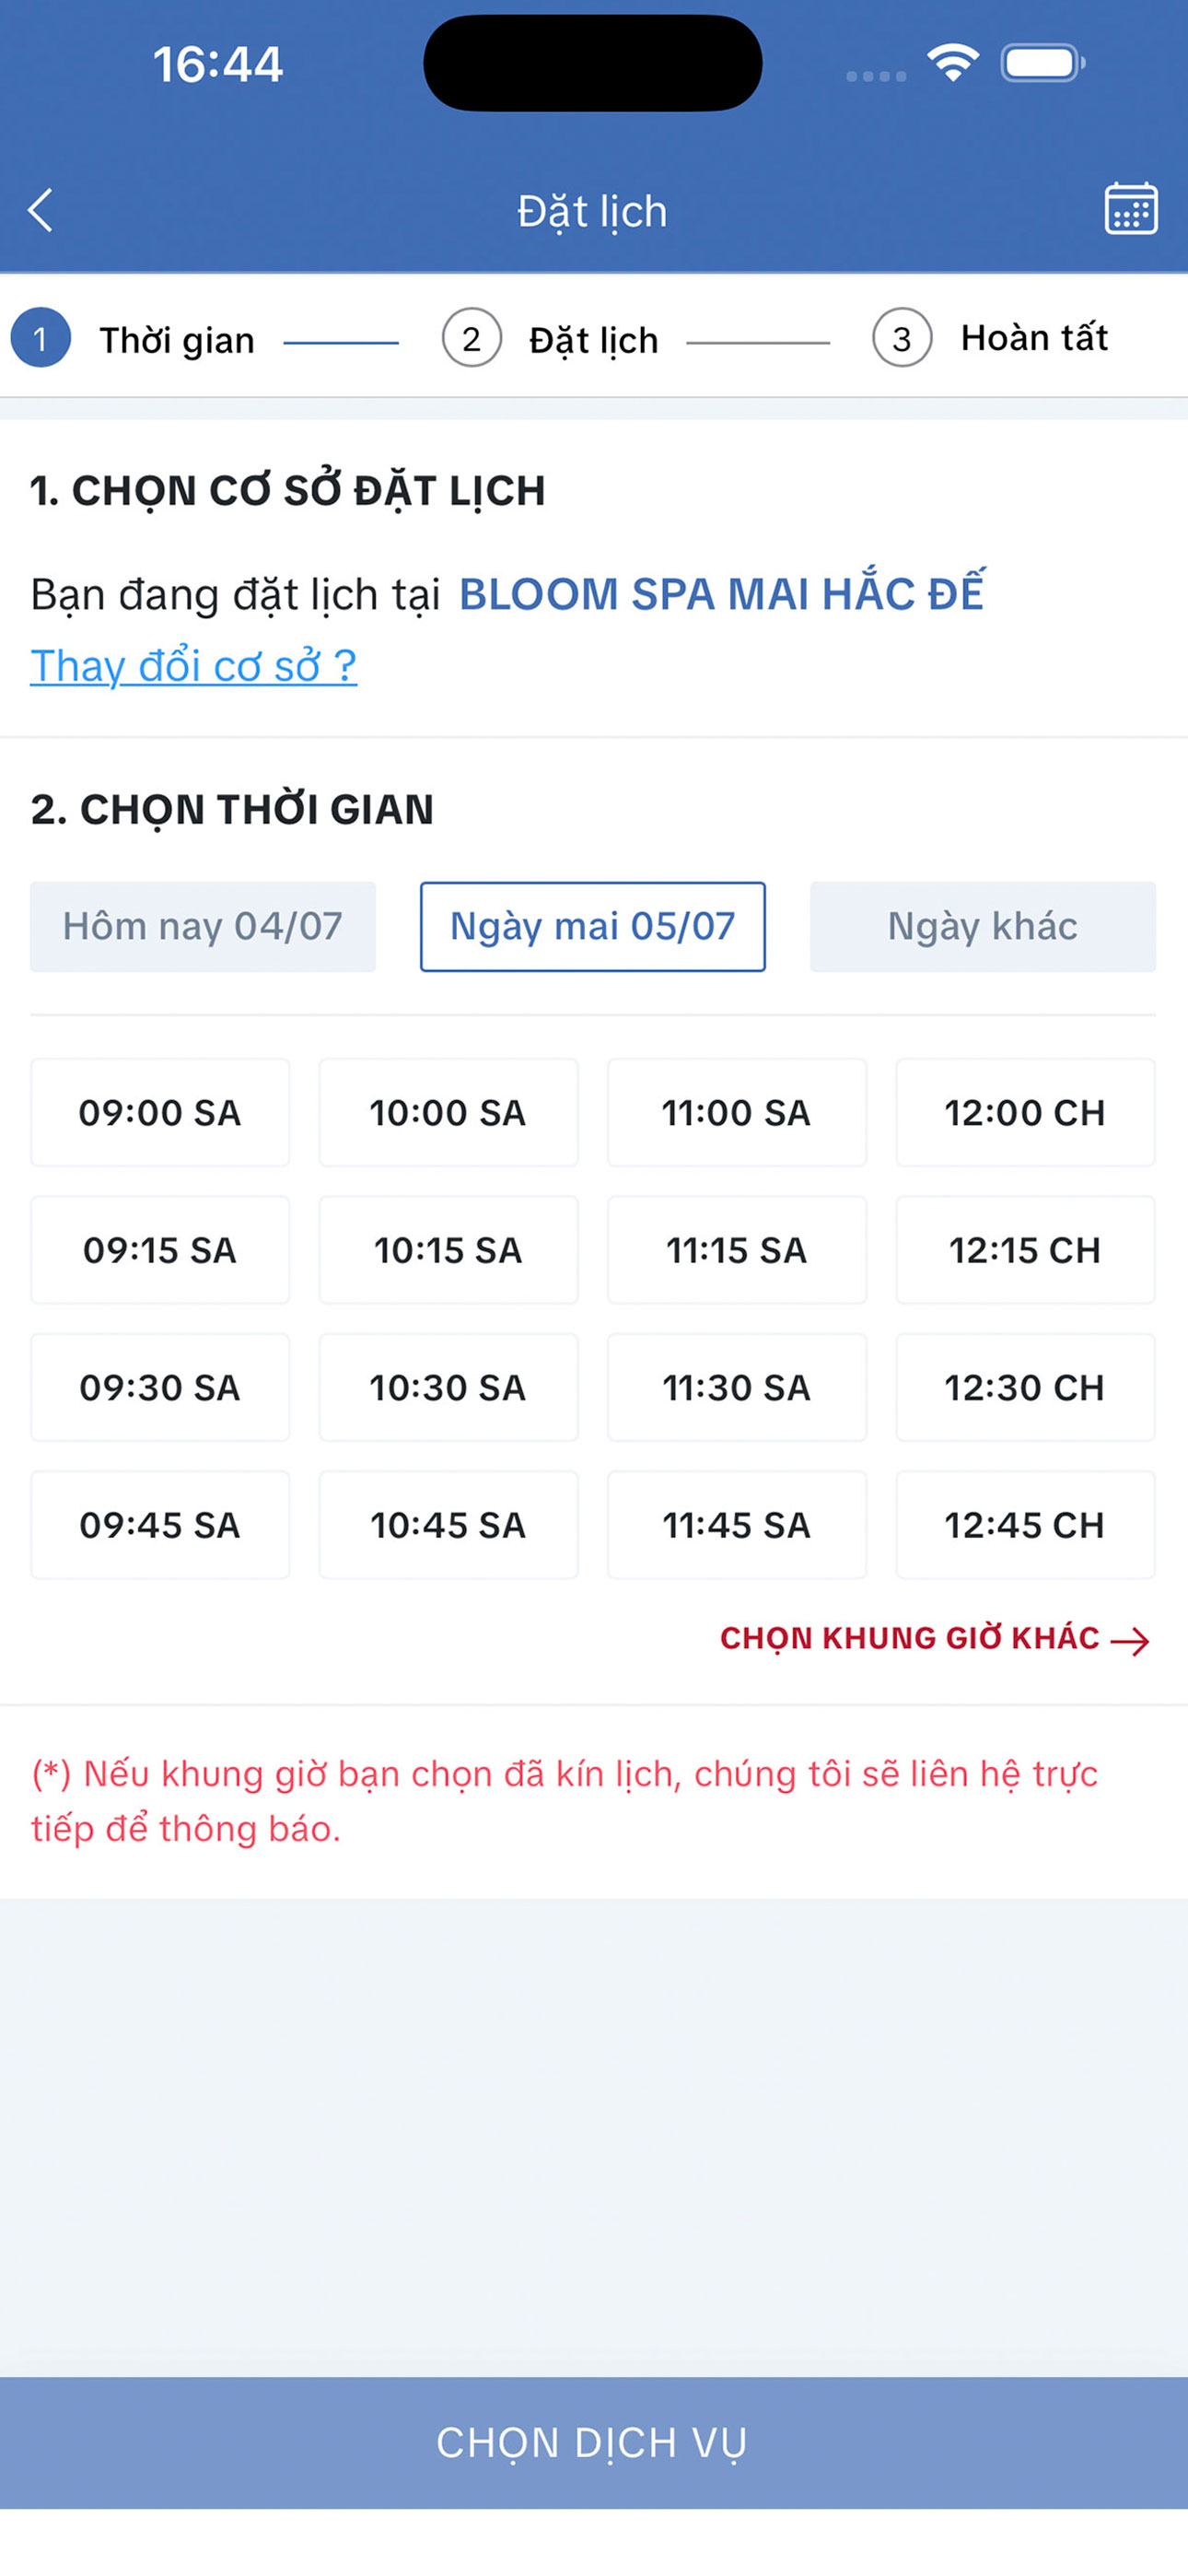 16:44
Đặt lịch
1 Thời gian 2 Đặt lịch 3 Hoàn tất
1. CHỌN CƠ SỞ ĐẶT LỊCH
Bạn đang đặt lịch tại BLOOM SPA MAI HẮC ĐẾ
Thay đổi cơ sở ?
2. CHỌN THỜI GIAN
Hôm nay 04/07 Ngày mai 05/07 Ngày khác
09:00 SA 10:00 SA 11:00 SA 12:00 CH
09:15 SA 10:15 SA 11:15 SA 12:15 CH
09:30 SA 10:30 SA 11:30 SA 12:30 CH
09:45 SA 10:45 SA 11:45 SA 12:45 CH
CHỌN KHUNG GIỜ KHÁC
(*) Nếu khung giờ bạn chọn đã kín lịch, chúng tôi sẽ liên hệ trực
tiếp để thông báo.
CHỌN DỊCH VỤ